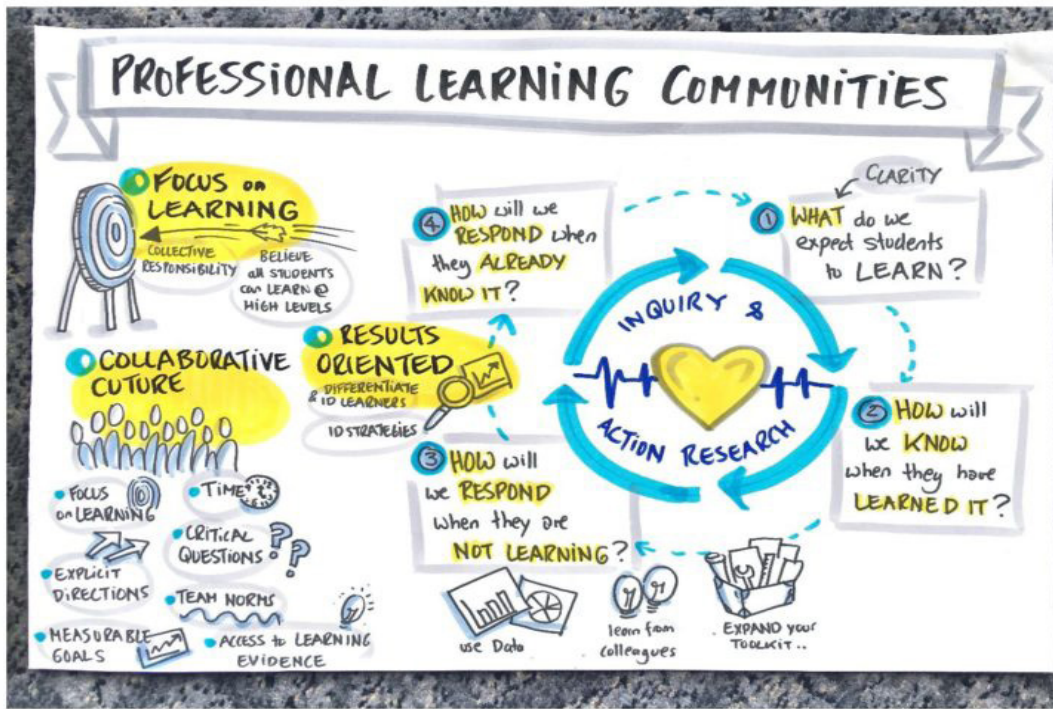 PROFESSIONAL LEARNING COMMUNITIES
FOCUS on
LEARNING
COLLECTIVE
RESPONSIBILITY
BELIEVE
all STUDENTS
can LEARN @
HIGH LEVELS
COLLABORATIVE
CUTURE
FOCUS
on LEARNING
TIME
EXPLICIT
DIRECTIONS
CRITICAL
QUESTIONS
??
TEAM NORMS
MEASURABLE
GOALS
ACCESS to LEARNING
EVIDENCE
RESULTS
ORIENTED
DIFFERENTIATE
& ID LEARNERS
ID STRATEGIES
CLARITY
① WHAT do we
expect students
to LEARN?
② HOW will
we KNOW
when they have
LEARNED IT?
③ HOW will
we RESPOND
when they are
NOT LEARNING?
④ HOW will we
RESPOND when
they ALREADY
KNOW IT?
INQUIRY &
ACTION RESEARCH
use Data
learn from
colleagues
EXPAND your
TOOLKIT..